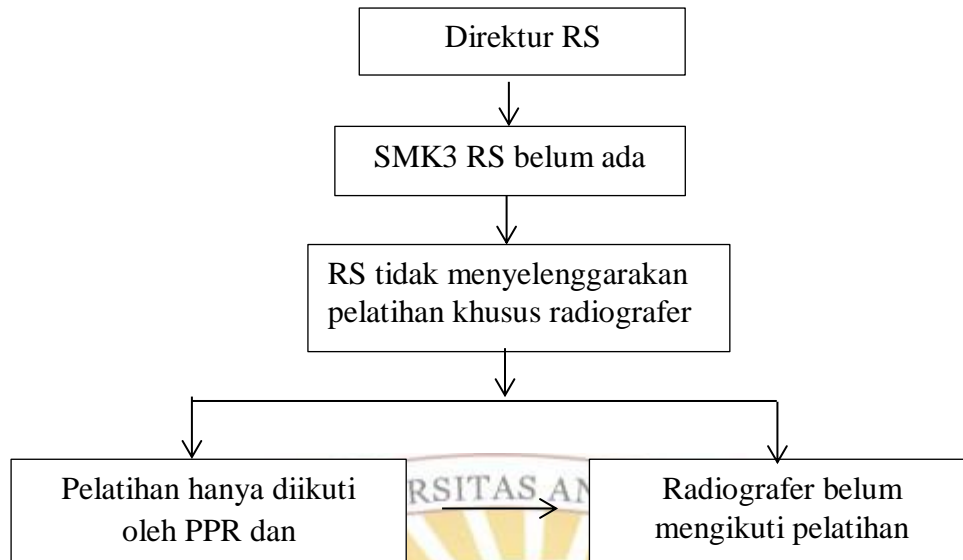 Direktur RS
SMK3 RS belum ada
RS tidak menyelenggarakan
pelatihan khusus radiografer
Pelatihan hanya diikuti
oleh PPR dan
RSITAS AN
Radiografer belum
mengikuti pelatihan